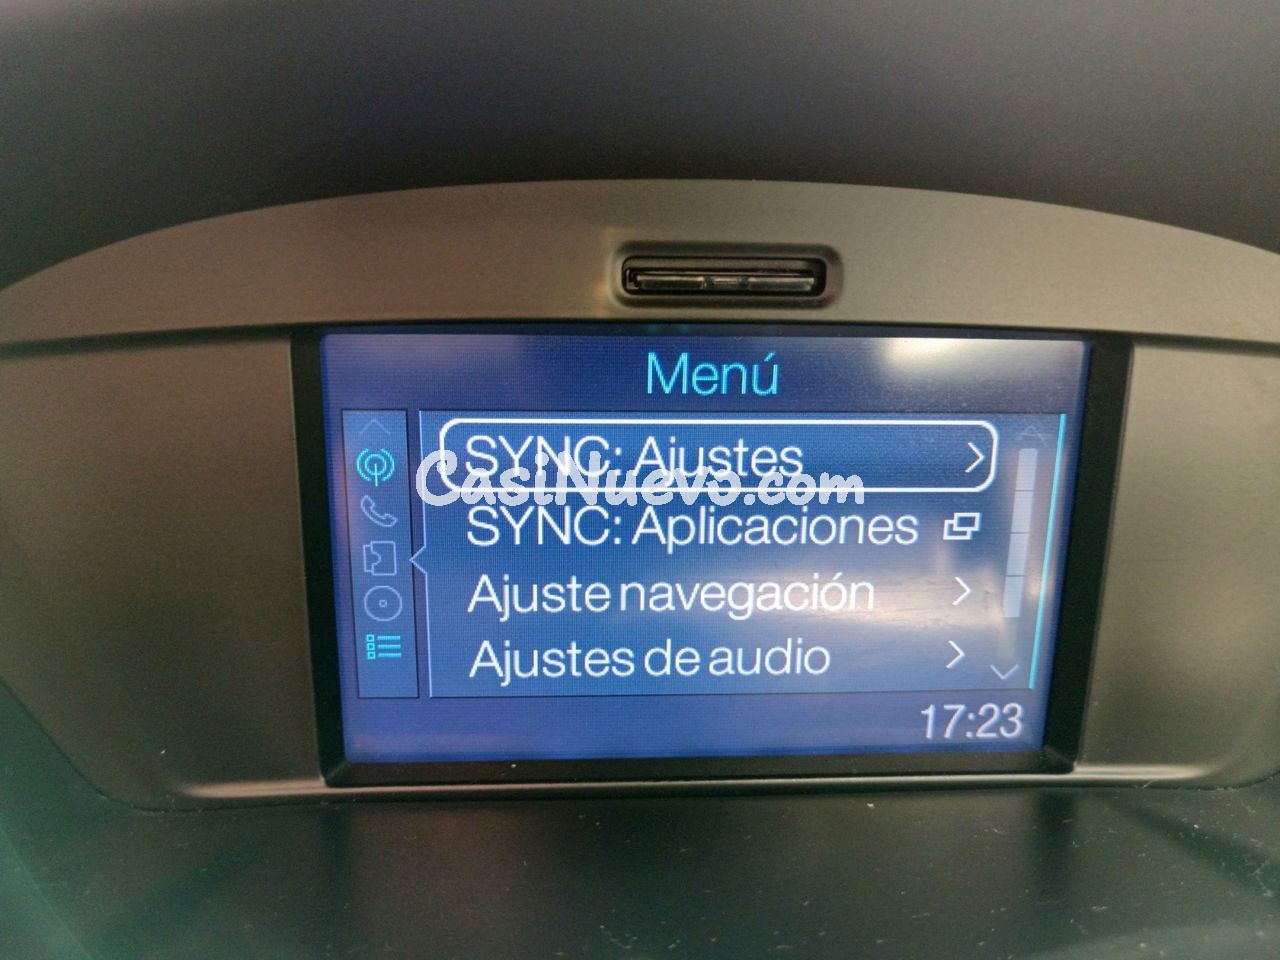 Menú
SYNC: Ajustes
CasiNuevo.com
SYNC: Aplicaciones
Ajuste navegación
Ajustes de audio
17:23